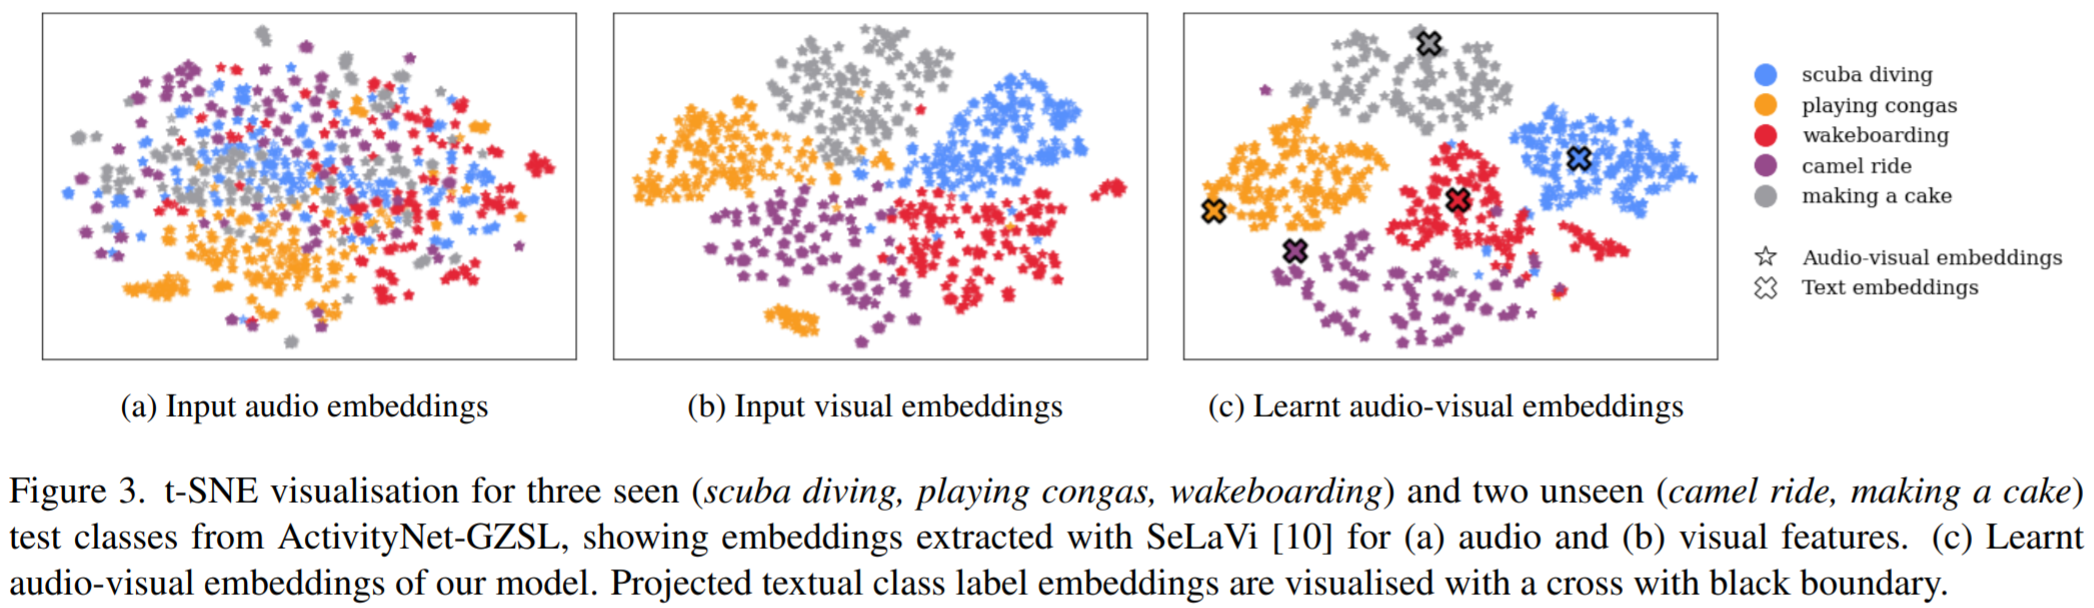 scuba diving
playing congas
wakeboarding
camel ride
making a cake
Audio-visual embeddings
Text embeddings
(a) Input audio embeddings
(b) Input visual embeddings
(c) Learnt audio-visual embeddings
Figure 3. t-SNE visualisation for three seen (scuba diving, playing congas, wakeboarding) and two unseen (camel ride, making a cake)
test classes from ActivityNet-GZSL, showing embeddings extracted with SeLaVi [10] for (a) audio and (b) visual features. (c) Learnt
audio-visual embeddings of our model. Projected textual class label embeddings are visualised with a cross with black boundary.